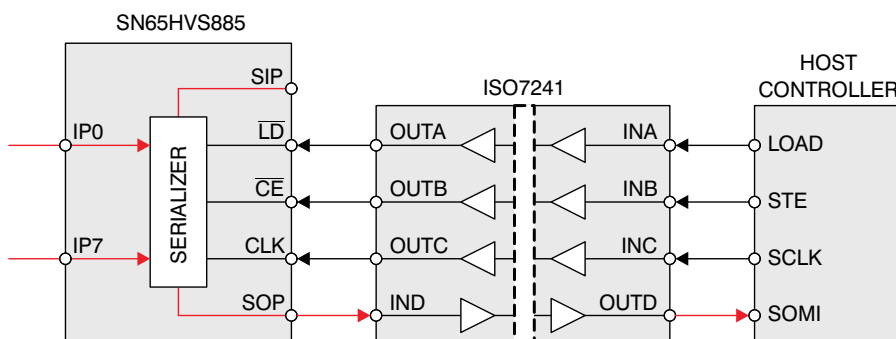 SN65HVS885
SIP
IP0
LD
CE
IP7
CLK
SOP
SERIALIZER
ISO7241
OUTA
INA
OUTB
INB
OUTC
INC
IND
OUTD
HOST
CONTROLLER
LOAD
STE
SCLK
SOMI